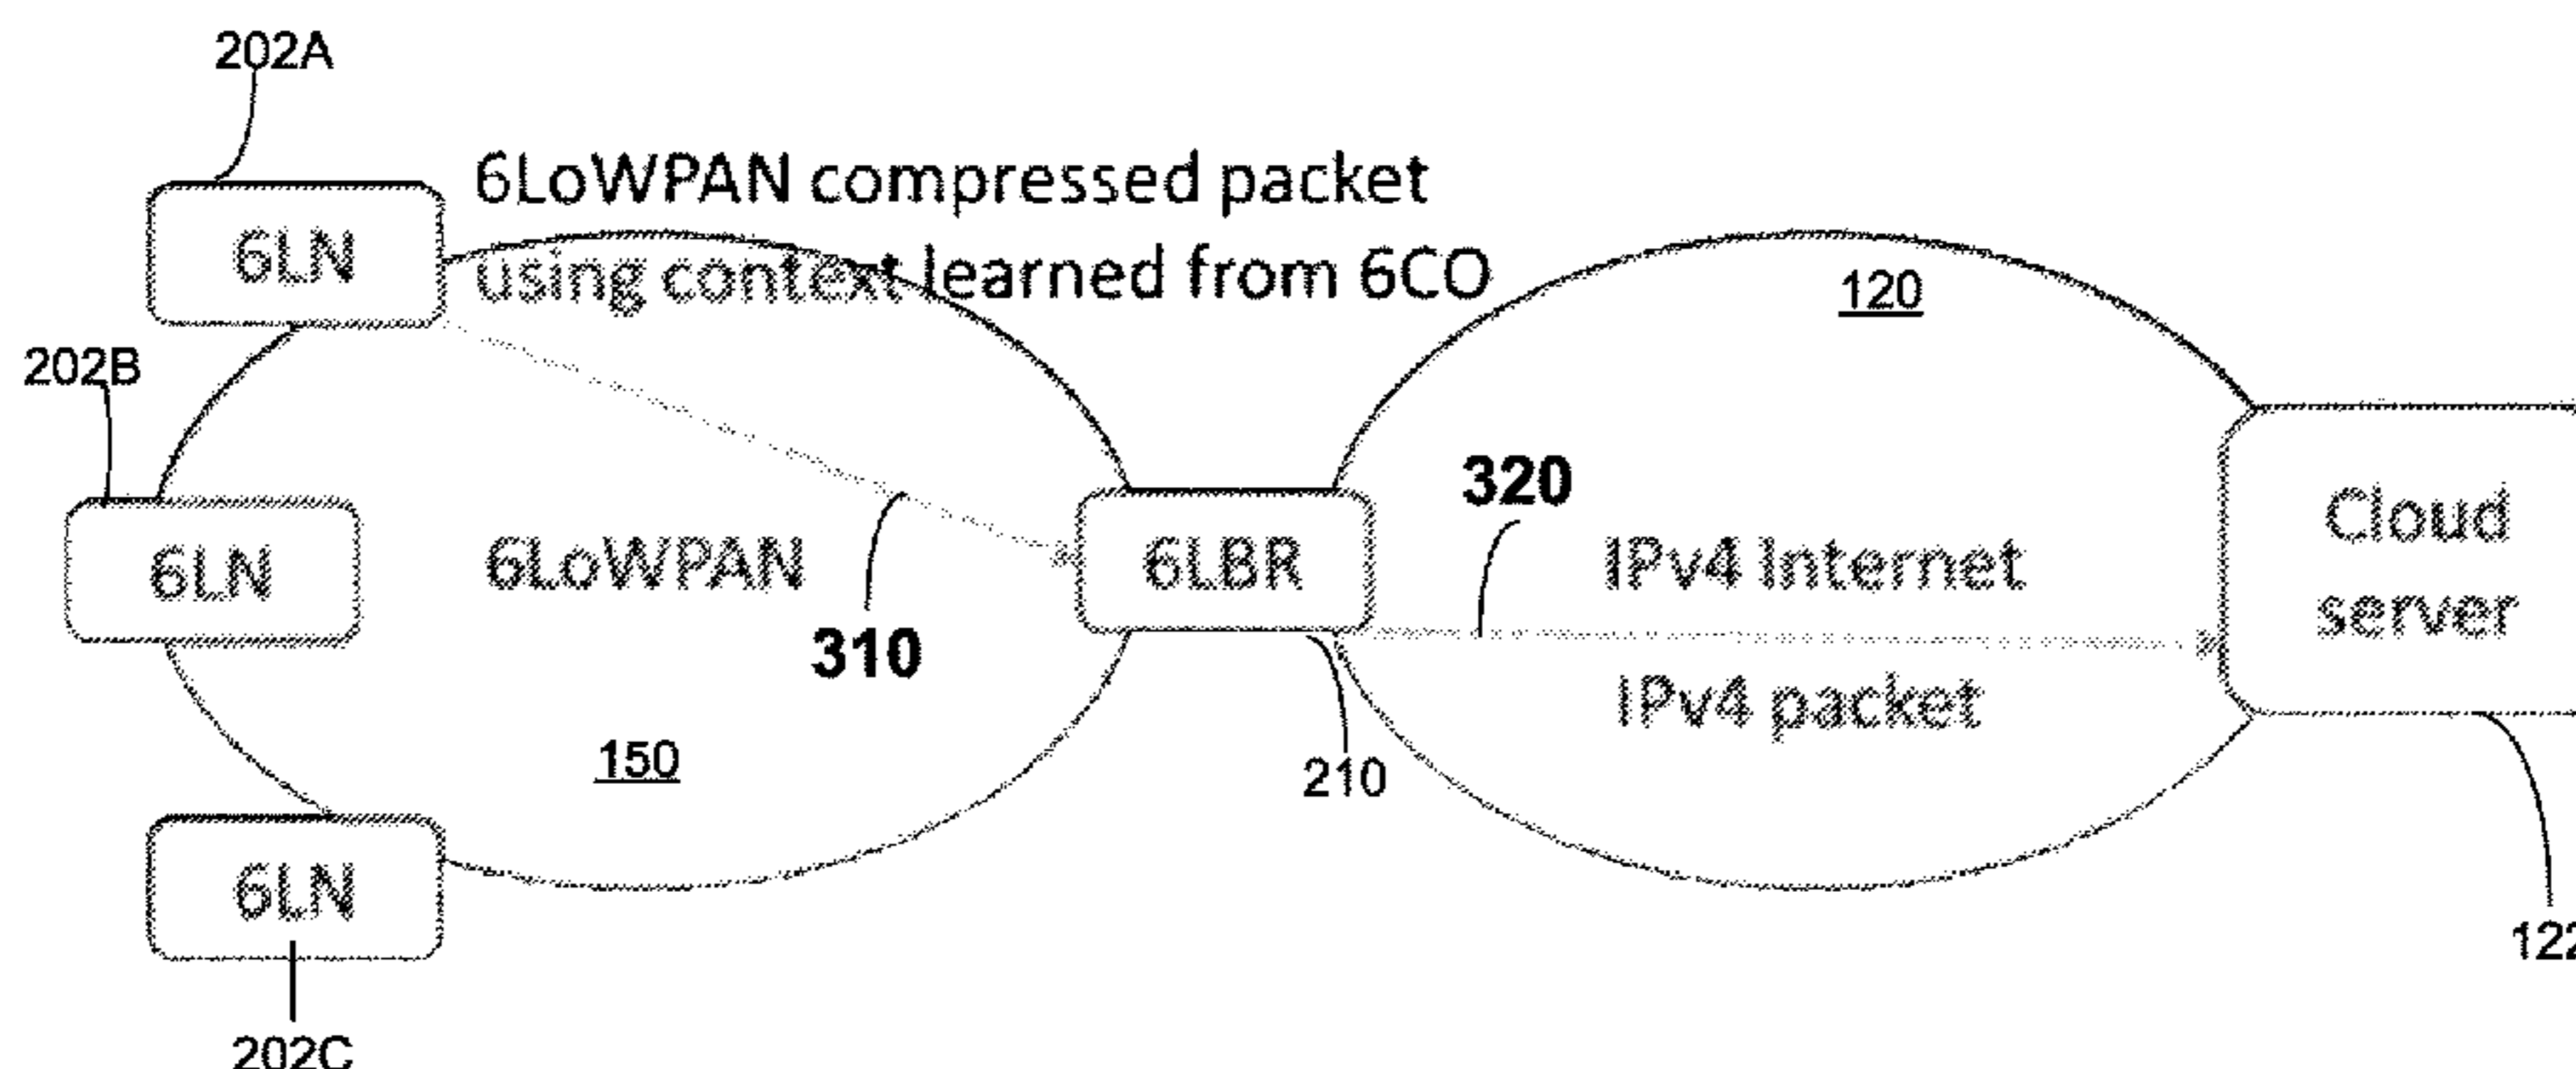 202A
6LN
6LoWPAN compressed packet
using context learned from 6CO
120
202B
6LN
6LoWPAN
310
6LBR
320
IPv4 Internet
IPv4 packet
Cloud
server
150
210
6LN
122
202C